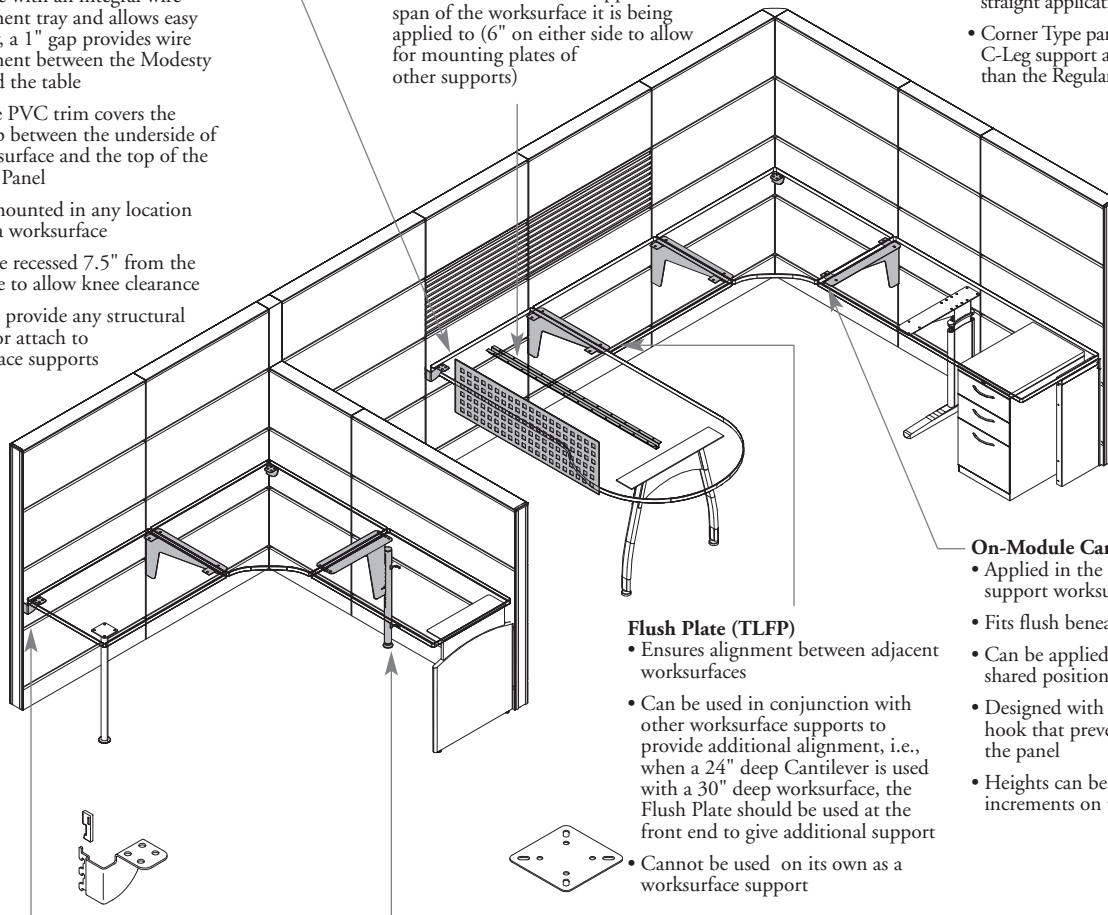 with an integral wire
ment tray and allows easy
, a 1" gap provides wire
ment between the Modesty
d the table
PVC trim covers the
between the underside of
surface and the top of the
Panel
mounted in any location
a worksurface
e recessed 7.5" from the
e to allow knee clearance
provide any structural
or attach to
ace supports
span of the worksurface it is being
applied to (6" on either side to allow
for mounting plates of
other supports)
straight applicati
• Corner Type pan
C-Leg support a
than the Regular
Flush Plate (TLFP)
• Ensures alignment between adjacent
worksurfaces
• Can be used in conjunction with
other worksurface supports to
provide additional alignment, i.e.,
when a 24" deep Cantilever is used
with a 30" deep worksurface, the
Flush Plate should be used at the
front end to give additional support
• Cannot be used on its own as a
worksurface support
On-Module Can
• Applied in the
support worksu
• Fits flush benea
• Can be applied
shared position
• Designed with
hook that preve
the panel
• Heights can be
increments on